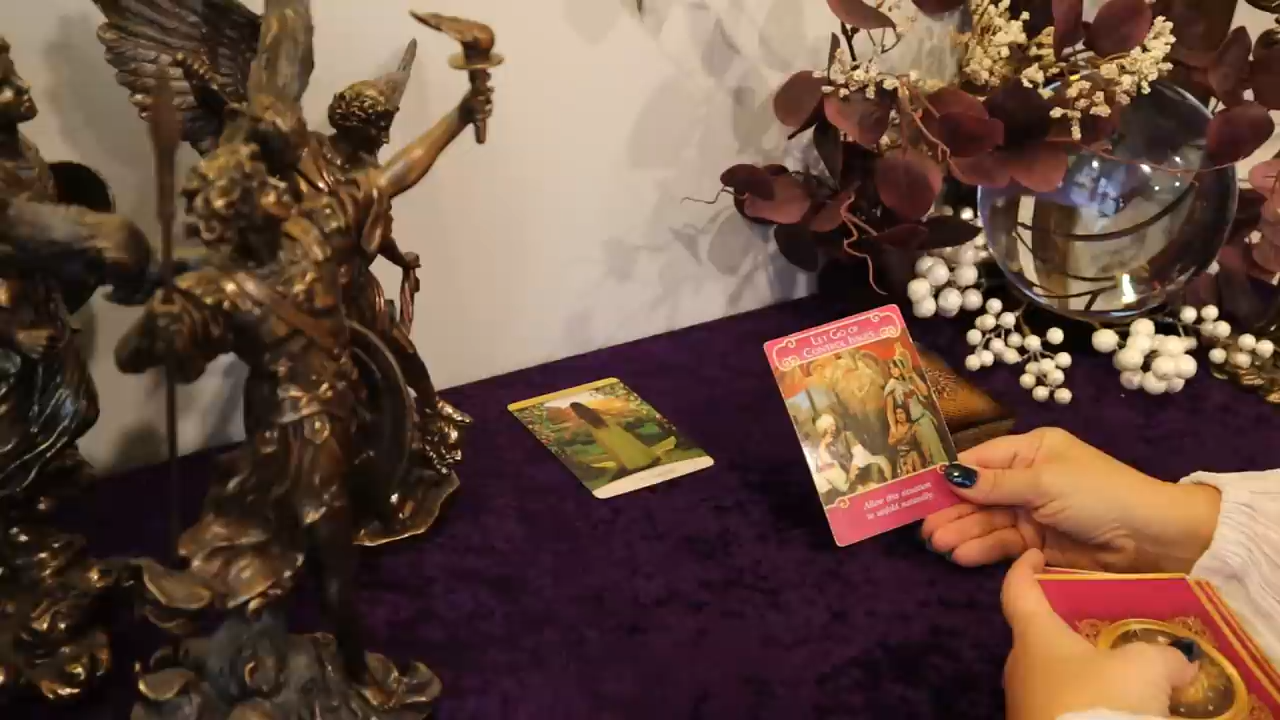 LET GO OF
CONTROL ISSUES
Allow this situation
to unfold naturally.